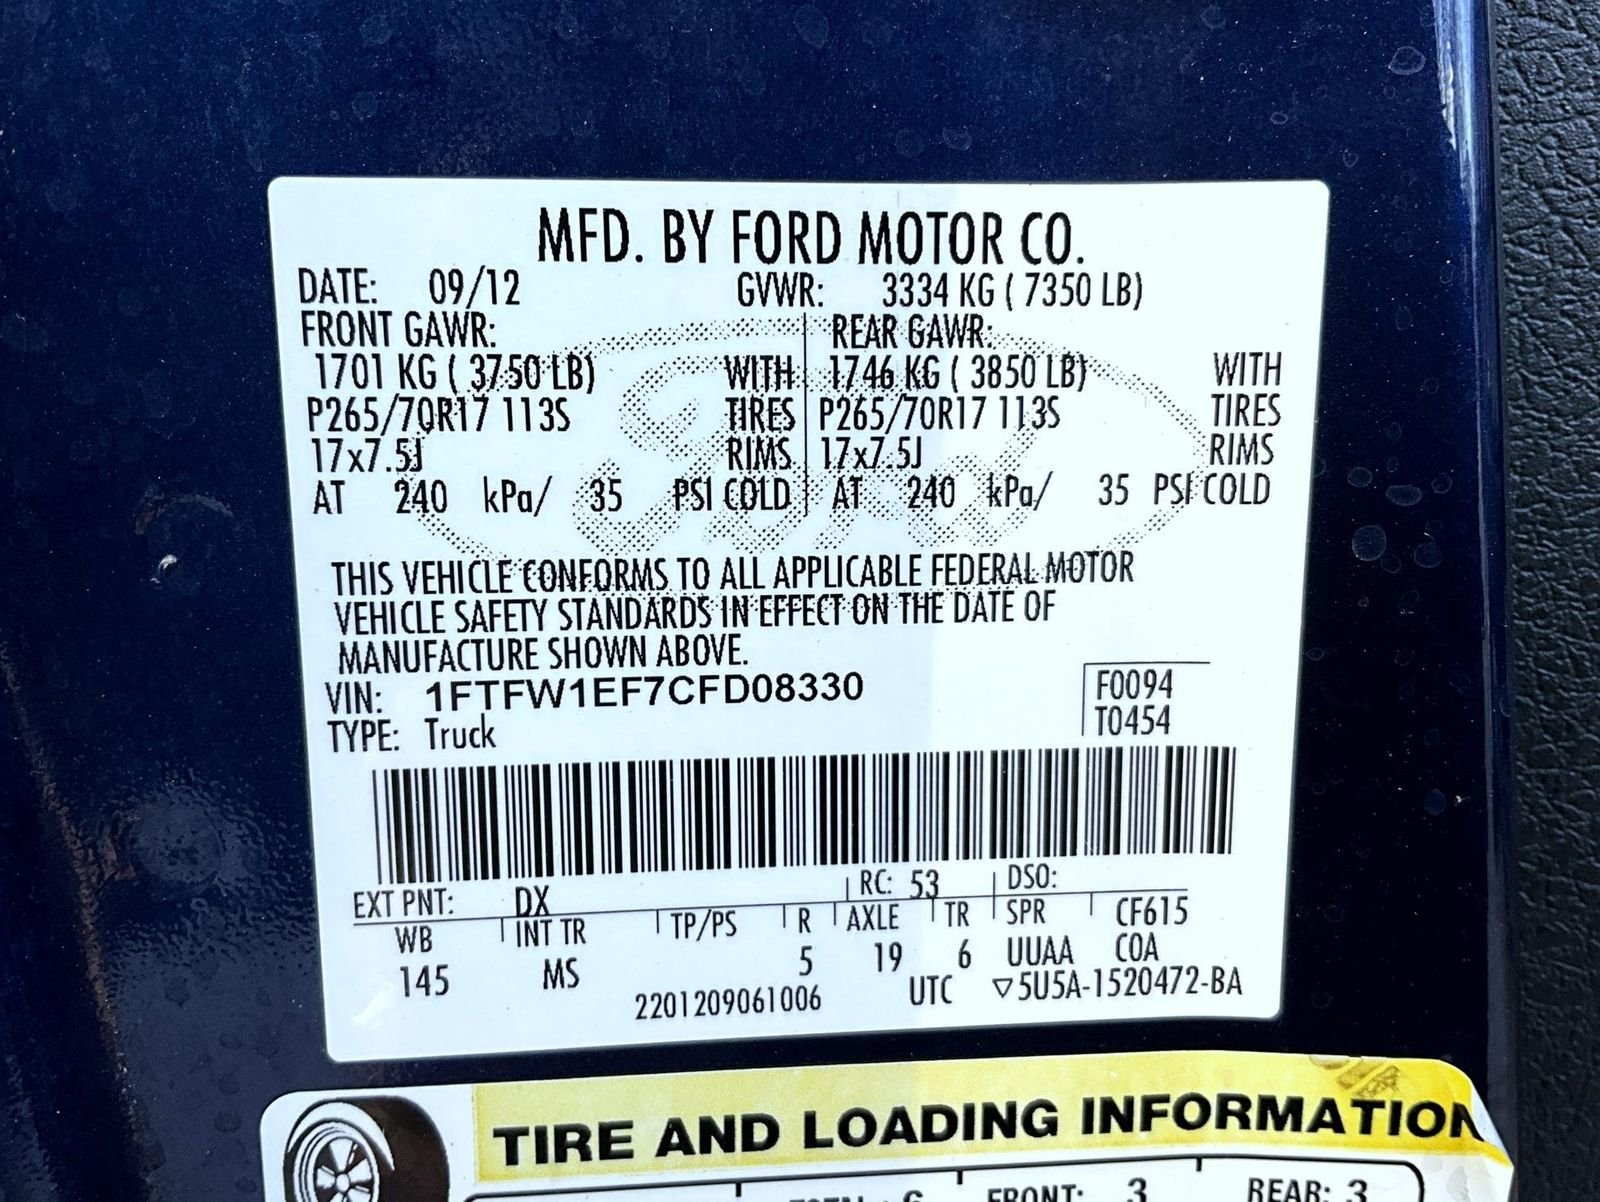 MFD. BY FORD MOTOR CO.
DATE: 09/12 GVWR: 3334 KG ( 7350 LB)
FRONT GAWR: REAR GAWR:
1701 KG ( 3750 LB) WITH 1746 KG ( 3850 LB) WITH
P265/70R17 113S TIRES P265/70R17 113S TIRES
17x7.5J RIMS 17x7.5J RIMS
AT 240 kPa/ 35 PSI COLD AT 240 kPa/ 35 PSI COLD
Ford
THIS VEHICLE CONFORMS TO ALL APPLICABLE FEDERAL MOTOR
VEHICLE SAFETY STANDARDS IN EFFECT ON THE DATE OF
MANUFACTURE SHOWN ABOVE.
VIN: 1FTFW1EF7CFD08330 F0094
TYPE: Truck T0454
EXT PNT: DX RC: 53 DSO:
WB INT TR TP/PS R AXLE TR SPR CF615
145 MS 5 19 6 UUAA COA
2201209061006 UTC ▽5U5A-1520472-BA
TIRE AND LOADING INFORMATION
FRONT: 3 REAR: 3